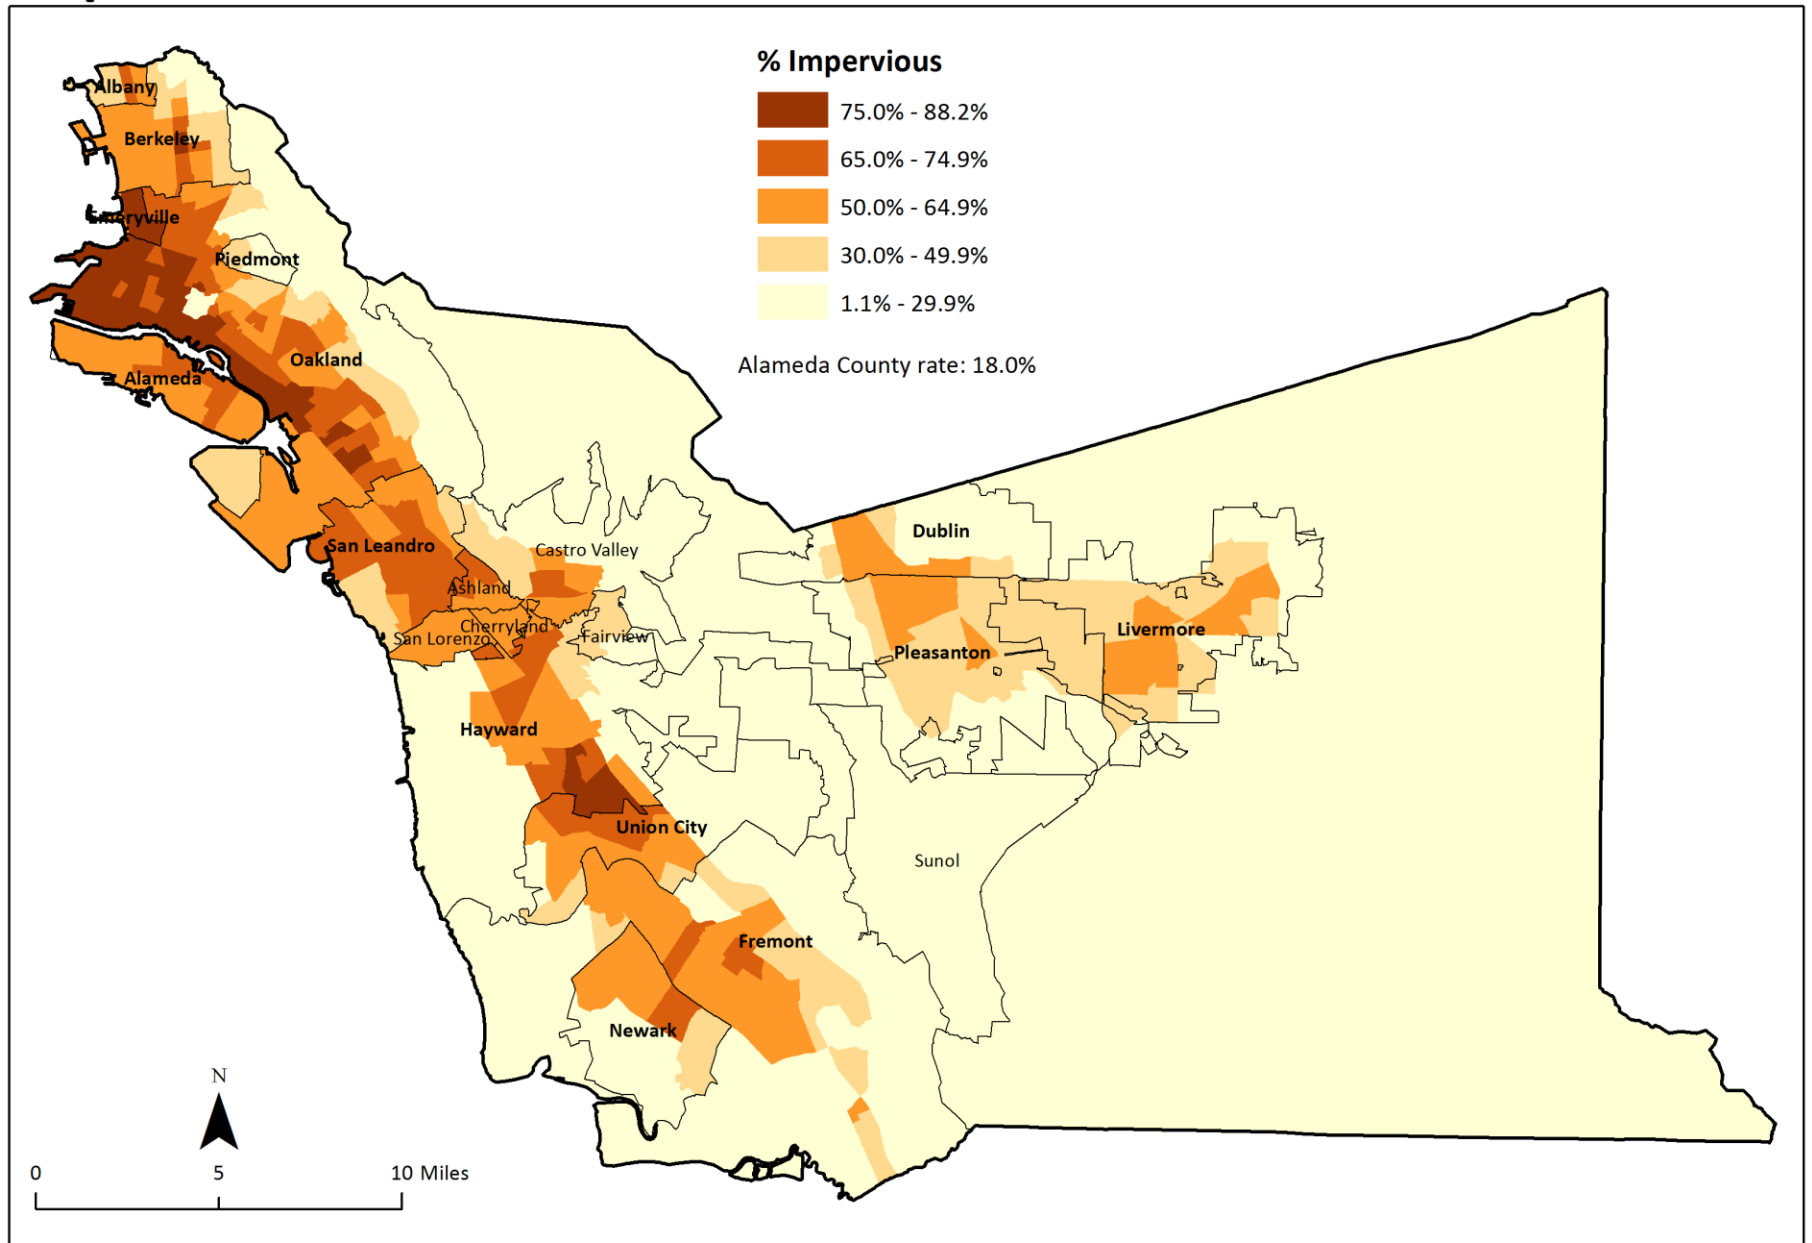 % Impervious
75.0% - 88.2%
65.0% - 74.9%
50.0% - 64.9%
30.0% - 49.9%
1.1% - 29.9%
Alameda County rate: 18.0%
Albany
Berkeley
Emeryville
Piedmont
Oakland
Alameda
San Leandro
Castro Valley
Ashland
Cherryland
San Lorenzo
Fairview
Dublin
Livermore
Pleasanton
Hayward
Union City
Sunol
Fremont
Newark
N
0 5 10 Miles